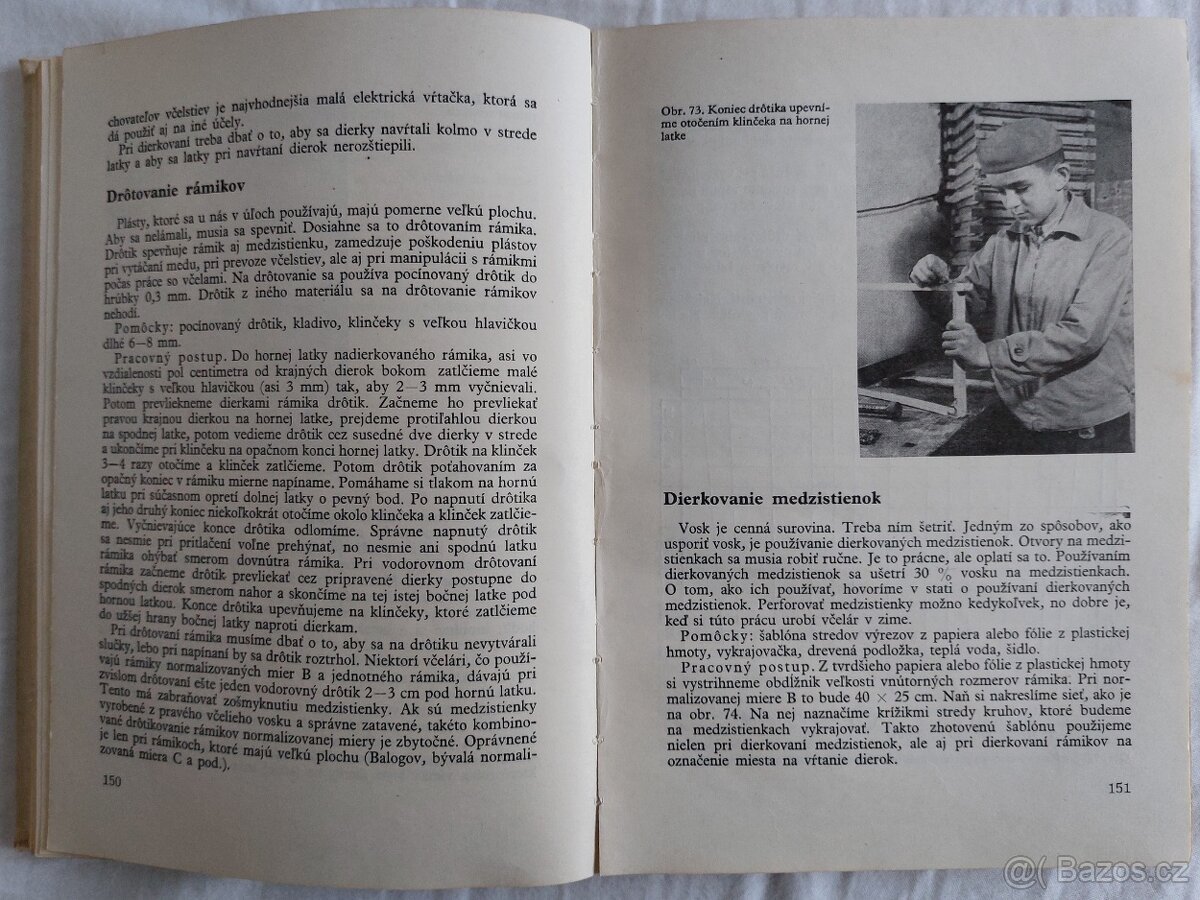 chovateľov včelstiev je najvhodnejšia malá elektrická vŕtačka, ktorá sa
dá použiť aj na iné účely.
Pri dierkovaní treba dbať o to, aby sa dierky navŕtali kolmo v strede
latky a aby sa latky pri navŕtaní dierok nerozštiepili.
Drôtovanie rámikov
Plásty, ktoré sa u nás v úľoch používajú, majú pomerne veľkú plochu.
Aby sa nelámali, musia sa spevniť. Dosiahne sa to drôtovaním rámika.
Drôtik spevňuje rámik aj medzistienku, zamedzuje poškodeniu plástov
pri vytáčaní medu, pri prevoze včelstiev, ale aj pri manipulácii s rámikmi
počas práce so včelami. Na drôtovanie sa používa pocínovaný drôtik do
hrúbky 0,3 mm. Drôtik z iného materiálu sa na drôtovanie rámikov
nehodí.
Pomôcky: pocínovaný drôtik, kladivo, klinčeky s veľkou hlavičkou
dlhé 6—8 mm.
Pracovný postup. Do hornej latky nadierkovaného rámika, asi vo
vzdialenosti pol centimetra od krajných dierok bokom zatlčieme malé
klinčeky s veľkou hlavičkou (asi 3 mm) tak, aby 2—3 mm vyčnievali.
Potom prevliekneme dierkami rámika drôtik. Začneme ho prevliekať
pravou krajnou dierkou na hornej latke, prejdeme protiľahlou dierkou
na spodnej latke, potom vedieme drôtik cez susedné dve dierky v strede
a ukončíme pri klinčeku na opačnom konci hornej latky. Drôtik na klinček
3—4 razy otočíme a klinček zatlčieme. Potom drôtik poťahovaním za
opačný koniec v rámiku mierne napíname. Pomáhame si tlakom na hornú
latku pri súčasnom opretí dolnej latky o pevný bod. Po napnutí drôtika
aj jeho druhý koniec niekoľkokrát otočíme okolo klinčeka a klinček zatlčie-
me. Vyčnievajúce konce drôtika odlomíme. Správne napnutý drôtik
sa nesmie pri pritlačení voľne prehýnať, no nesmie ani spodnú latku
rámika ohýbať smerom dovnútra rámika. Pri vodorovnom drôtovaní
rámika začneme drôtik prevliekať cez pripravené dierky postupne do
spodných dierok smerom nahor a skončíme na tej istej bočnej latke pod
hornou latkou. Konce drôtika upevňujeme na klinčeky, ktoré zatlčieme
do užšej hrany bočnej latky naproti dierkam.
Pri drôtovaní rámika musíme dbať o to, aby sa na drôtiku nevytvárali
slučky, lebo pri napínaní by sa drôtik roztrhol. Niektorí včelári, čo použí-
vajú rámiky normalizovaných mier B a jednotného rámika, dávajú pri
zvislom drôtovaní ešte jeden vodorovný drôtik 2—3 cm pod hornú latku.
Tento má zabraňovať zošmyknutiu medzistienky. Ak sú medzistienky
vyrobené z pravého včelieho vosku a správne zatavené, takéto kombino-
vané drôtikovanie rámikov normalizovanej miery je zbytočné. Oprávnené
je len pri rámikoch, ktoré majú veľkú plochu (Balogov, bývalá normali-
zovaná miera C a pod.).
150
Obr. 73. Koniec drôtika upevní-
me otočením klinčeka na hornej
latke
Dierkovanie medzistienok
Vosk je cenná surovina. Treba ním šetriť. Jedným zo spôsobov, ako
usporiť vosk, je používanie dierkovaných medzistienok. Otvory na medzi-
stienkach sa musia robiť ručne. Je to prácne, ale oplatí sa to. Používaním
dierkovaných medzistienok sa ušetrí 30 % vosku na medzistienkach.
O tom, ako ich používať, hovoríme v stati o používaní dierkovaných
medzistienok. Perforovať medzistienky možno kedykoľvek, no dobre je,
keď si túto prácu urobí včelár v zime.
Pomôcky: šablóna stredov výrezov z papiera alebo fólie z plastickej
hmoty, vykrajovačka, drevená podložka, teplá voda, šidlo.
Pracovný postup. Z tvrdšieho papiera alebo fólie z plastickej hmoty
si vystrihneme obdĺžnik veľkosti vnútorných rozmerov rámika. Pri nor-
malizovanej miere B to bude 40 × 25 cm. Naň si nakreslíme sieť, ako je
na obr. 74. Na nej naznačíme krížikmi stredy kruhov, ktoré budeme
na medzistienkach vykrajovať. Takto zhotovenú šablónu použijeme
nielen pri dierkovaní medzistienok, ale aj pri dierkovaní rámikov na
označenie miesta na vŕtanie dierok.
151
@( Bazos.cz